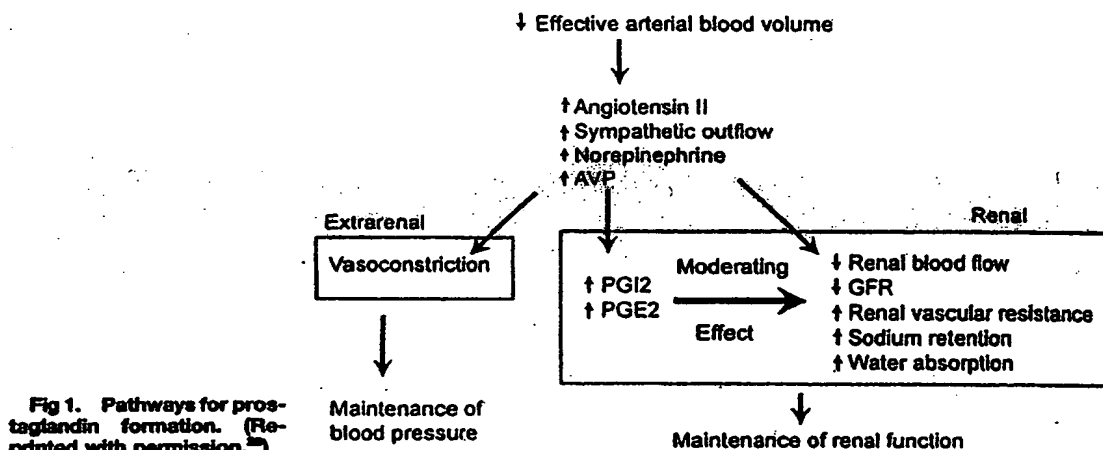 ↓ Effective arterial blood volume
↑ Angiotensin II
↑ Sympathetic outflow
↑ Norepinephrine
↑ AVP
Extrarenal
Renal
Vasoconstriction
↑ PGI2
↑ PGE2
Moderating
Effect
↓ Renal blood flow
↓ GFR
↑ Renal vascular resistance
↑ Sodium retention
↑ Water absorption
Maintenance of
blood pressure
Maintenance of renal function
Fig 1. Pathways for pros-
taglandin formation. (Re-
printed with permission.)